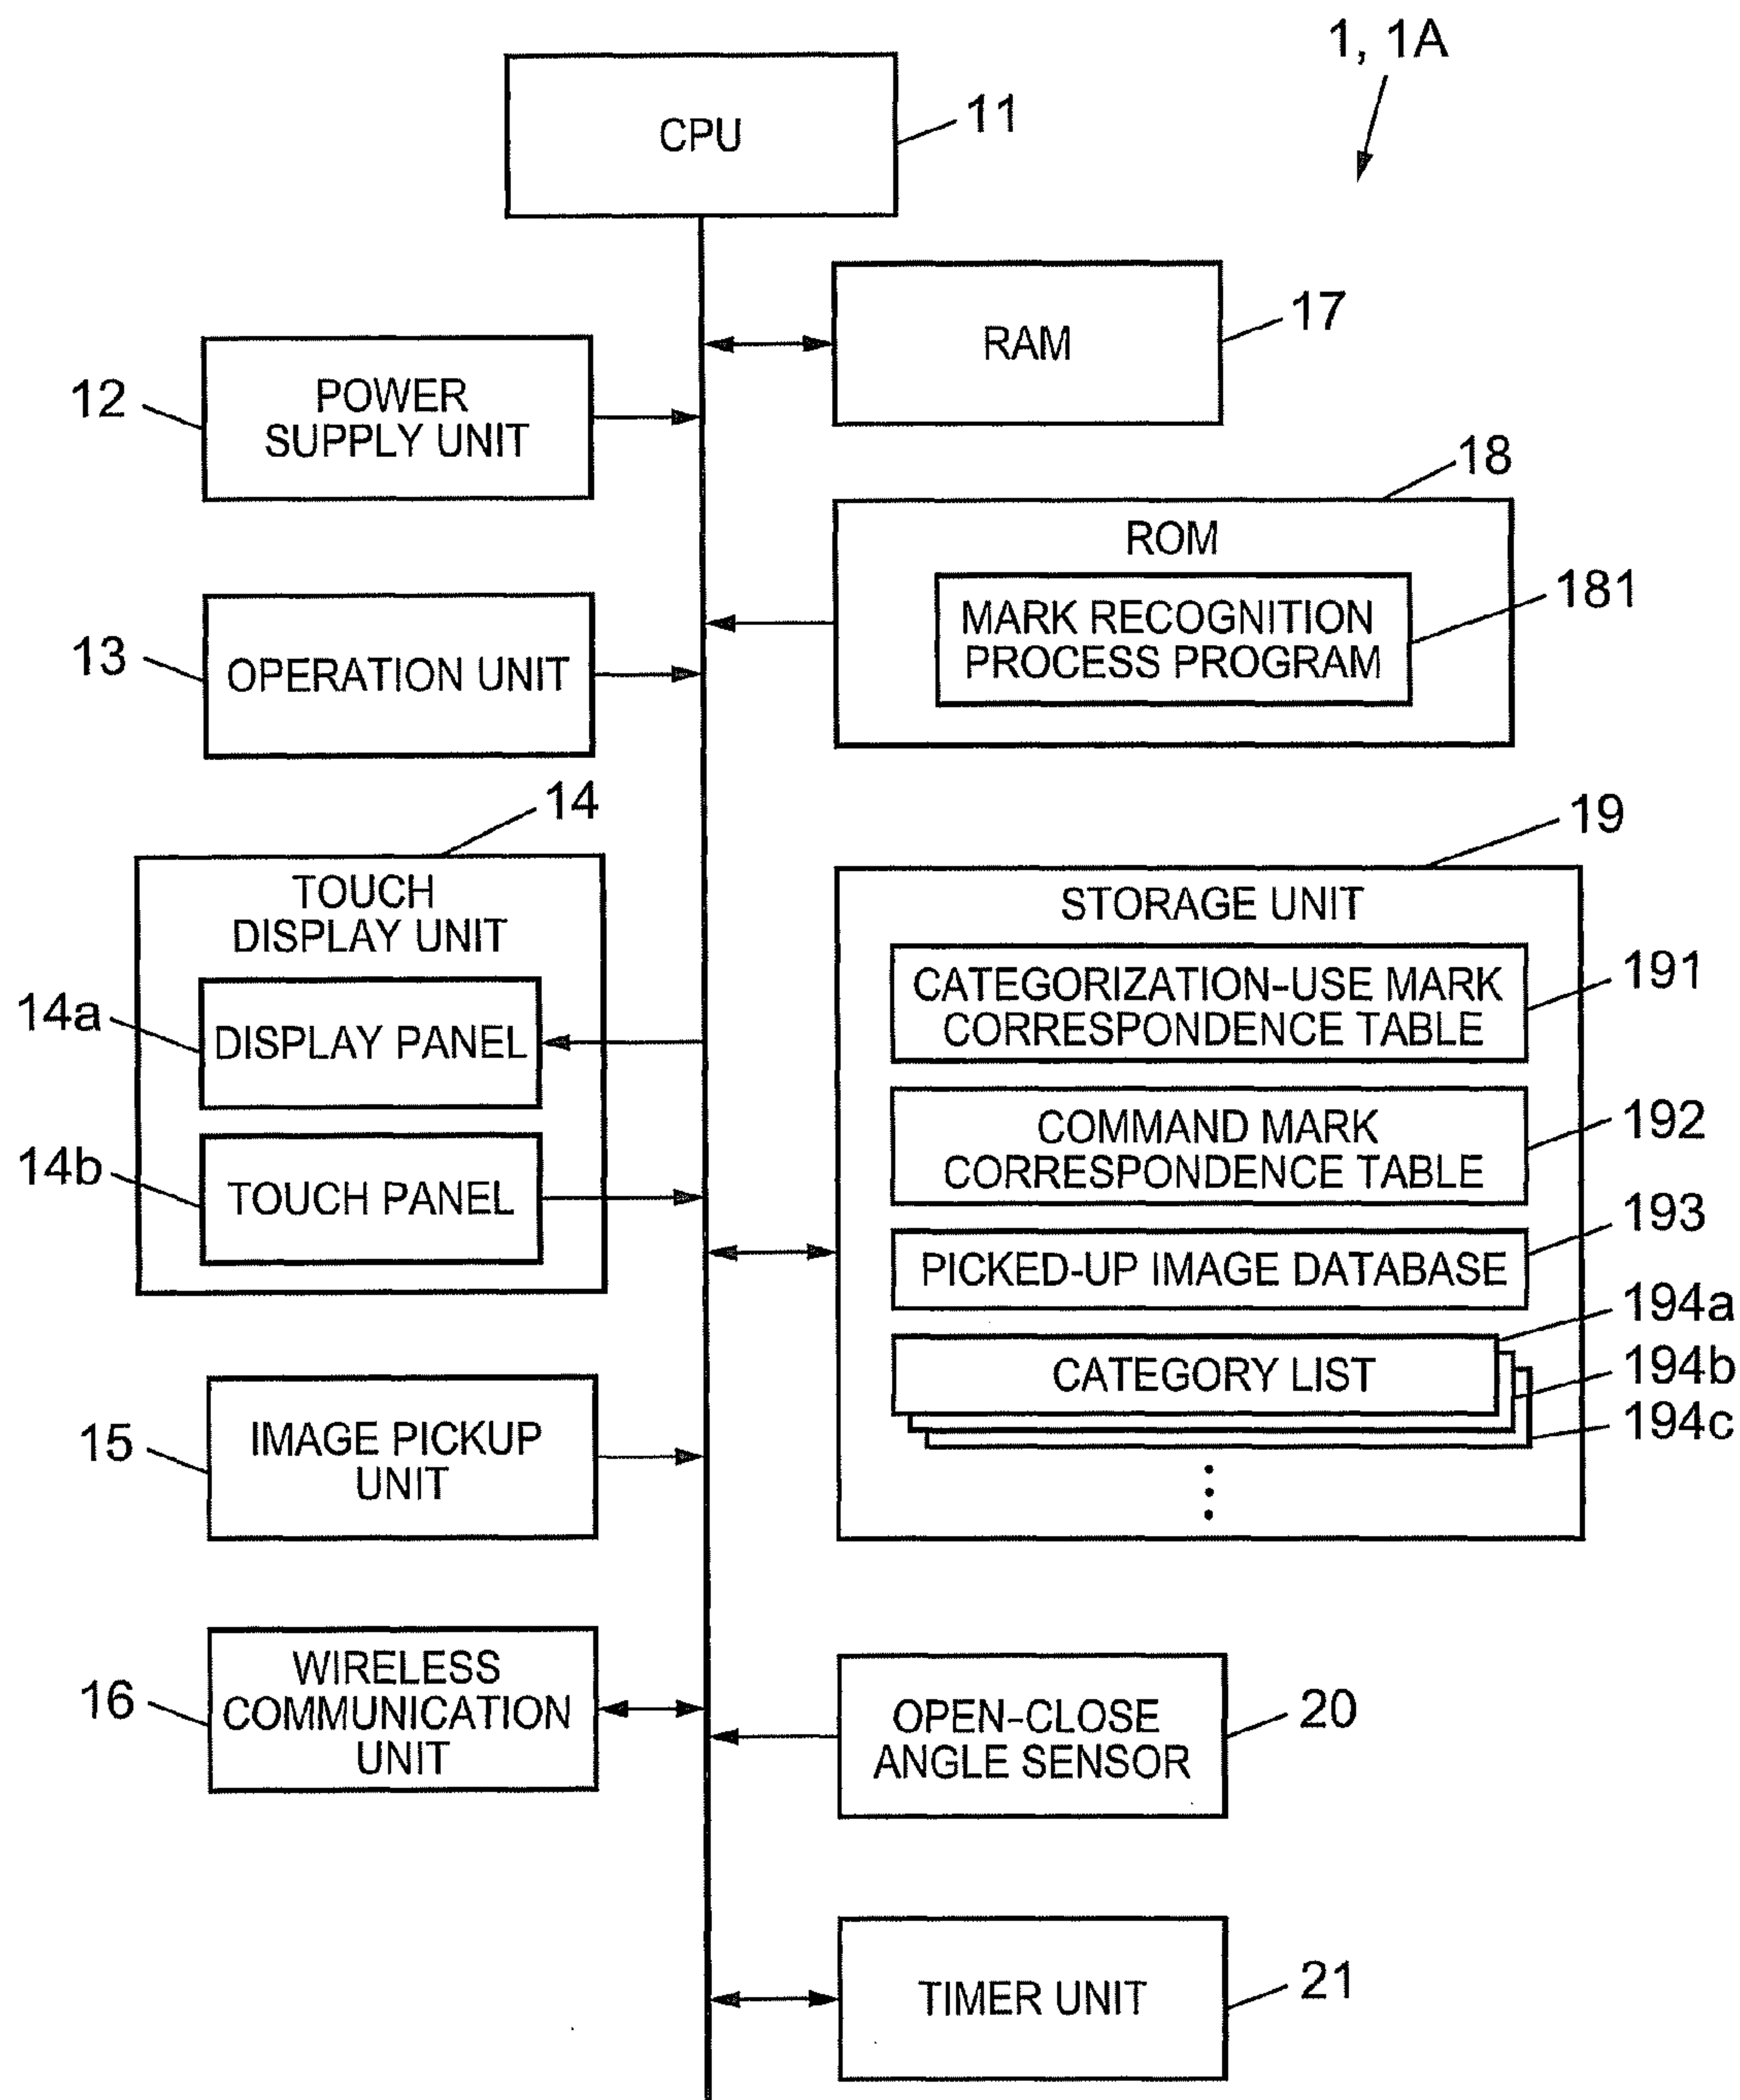 1, 1A
CPU
11
RAM
17
12
POWER
SUPPLY UNIT
18
ROM
MARK RECOGNITION
PROCESS PROGRAM
181
13
OPERATION UNIT
14
TOUCH
DISPLAY UNIT
14a
DISPLAY PANEL
14b
TOUCH PANEL
19
STORAGE UNIT
CATEGORIZATION-USE MARK
CORRESPONDENCE TABLE
191
COMMAND MARK
CORRESPONDENCE TABLE
192
PICKED-UP IMAGE DATABASE
193
CATEGORY LIST
194a
194b
194c
15
IMAGE PICKUP
UNIT
16
WIRELESS
COMMUNICATION
UNIT
OPEN-CLOSE
ANGLE SENSOR
20
TIMER UNIT
21